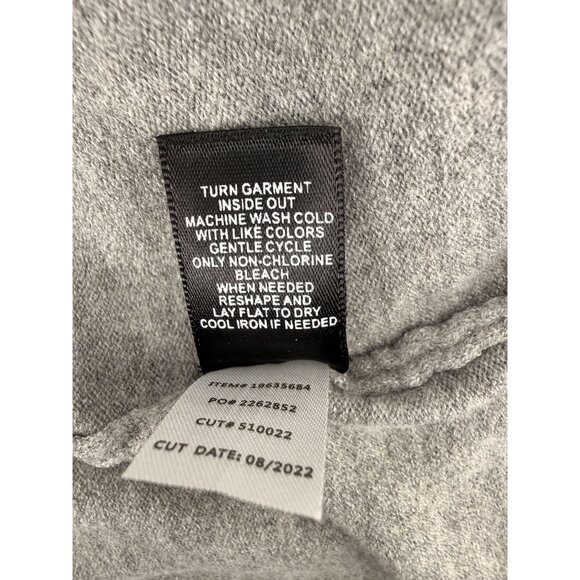 TURN GARMENT
INSIDE OUT
MACHINE WASH COLD
WITH LIKE COLORS
GENTLE CYCLE
ONLY NON-CHLORINE
BLEACH
WHEN NEEDED
RESHAPE AND
LAY FLAT TO DRY
COOL IRON IF NEEDED
ITEM# 19635684
PO# 2262852
CUT# 510022
CUT DATE: 08/2022